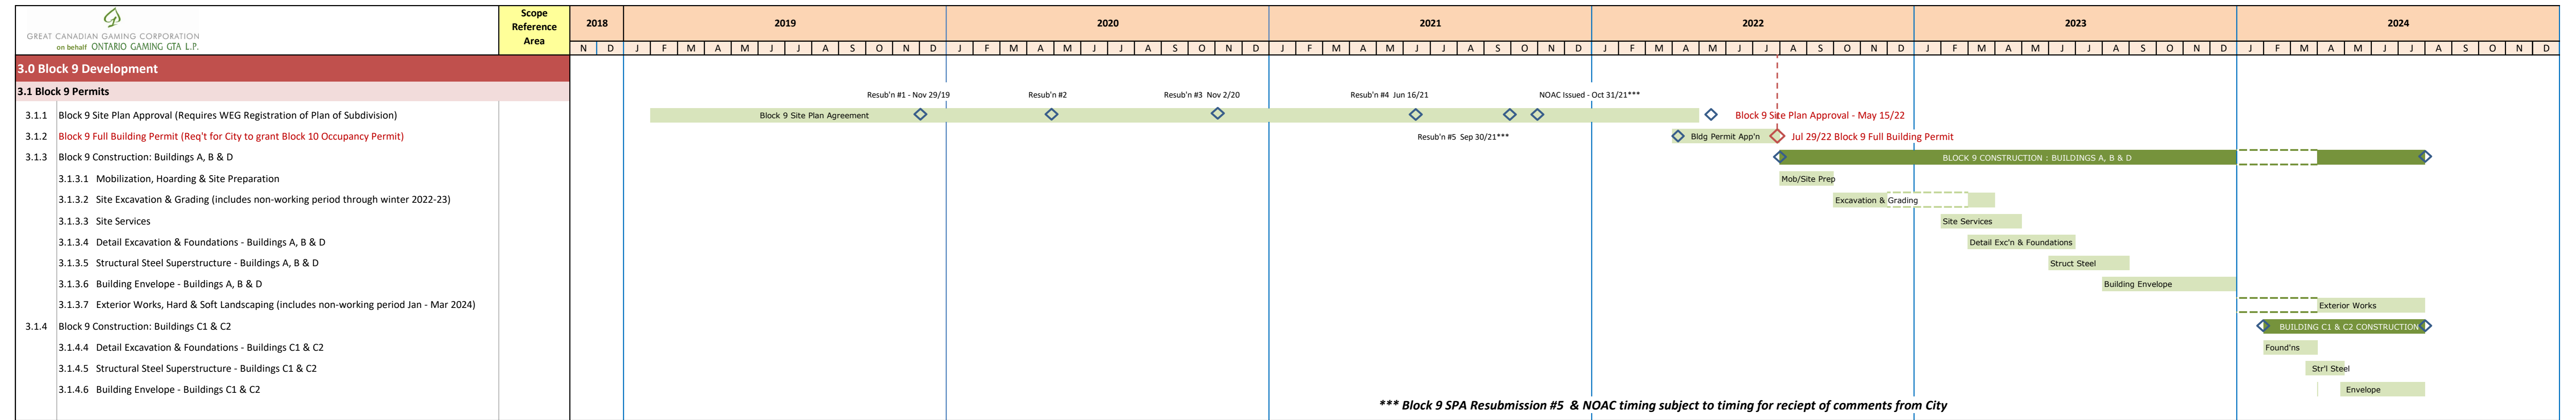 GREAT CANADIAN GAMING CORPORATION
on behalf ONTARIO GAMING GTA L.P.
Scope
Reference
Area
2018 2019 2020 2021 2022 2023 2024
N D J F M A M J J A S O N D J F M A M J J A S O N D J F M A M J J A S O N D J F M A M J J A S O N D J F M A M J J A S O N D J F M A M J J A S O N D
3.0 Block 9 Development
3.1 Block 9 Permits
Resub'n #1 - Nov 29/19 Resub'n #2 Resub'n #3 Nov 2/20 Resub'n #4 Jun 16/21 NOAC Issued - Oct 31/21***
3.1.1 Block 9 Site Plan Approval (Requires WEG Registration of Plan of Subdivision) Block 9 Site Plan Agreement Block 9 Site Plan Approval - May 15/22
3.1.2 Block 9 Full Building Permit (Req't for City to grant Block 10 Occupancy Permit) Resub'n #5 Sep 30/21*** Bldg Permit App'n Jul 29/22 Block 9 Full Building Permit
3.1.3 Block 9 Construction: Buildings A, B & D BLOCK 9 CONSTRUCTION : BUILDINGS A, B & D
3.1.3.1 Mobilization, Hoarding & Site Preparation Mob/Site Prep
3.1.3.2 Site Excavation & Grading (includes non-working period through winter 2022-23) Excavation & Grading
3.1.3.3 Site Services Site Services
3.1.3.4 Detail Excavation & Foundations - Buildings A, B & D Detail Exc'n & Foundations
3.1.3.5 Structural Steel Superstructure - Buildings A, B & D Struct Steel
3.1.3.6 Building Envelope - Buildings A, B & D Building Envelope
3.1.3.7 Exterior Works, Hard & Soft Landscaping (includes non-working period Jan - Mar 2024) Exterior Works
3.1.4 Block 9 Construction: Buildings C1 & C2 BUILDING C1 & C2 CONSTRUCTION
3.1.4.4 Detail Excavation & Foundations - Buildings C1 & C2 Found'ns
3.1.4.5 Structural Steel Superstructure - Buildings C1 & C2 Str'l Steel
3.1.4.6 Building Envelope - Buildings C1 & C2 Envelope
*** Block 9 SPA Resubmission #5 & NOAC timing subject to timing for reciept of comments from City